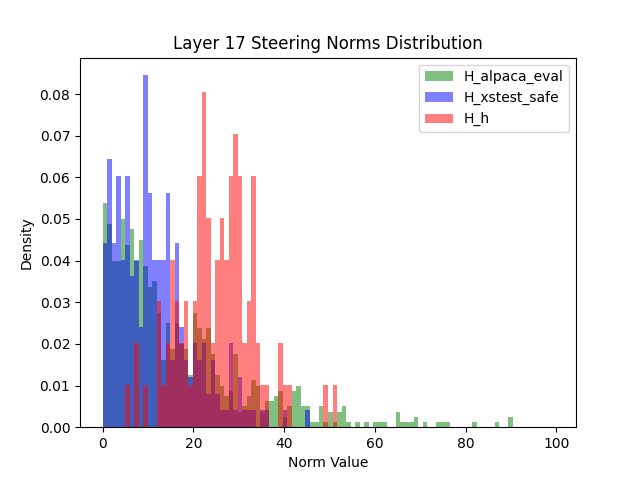 Layer 17 Steering Norms Distribution
H_alpaca_eval
H_xstest_safe
H_h
Density
0.08
0.07
0.06
0.05
0.04
0.03
0.02
0.01
0.00
0 20 40 60 80 100
Norm Value